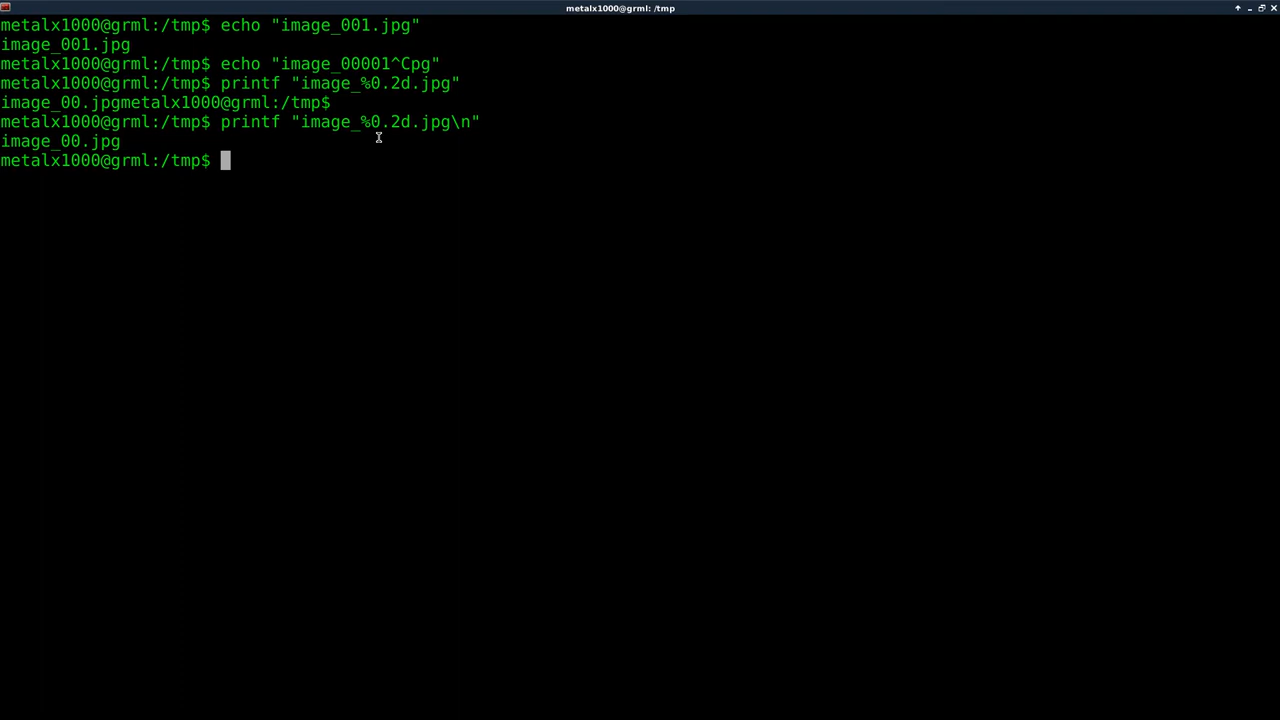 metalx1000@grml: /tmp
metalx1000@grml:/tmp$ echo "image_001.jpg"
image_001.jpg
metalx1000@grml:/tmp$ echo "image_00001^Cpg"
metalx1000@grml:/tmp$ printf "image_%0.2d.jpg"
image_00.jpgmetalx1000@grml:/tmp$
metalx1000@grml:/tmp$ printf "image_%0.2d.jpg\n"
image_00.jpg
metalx1000@grml:/tmp$